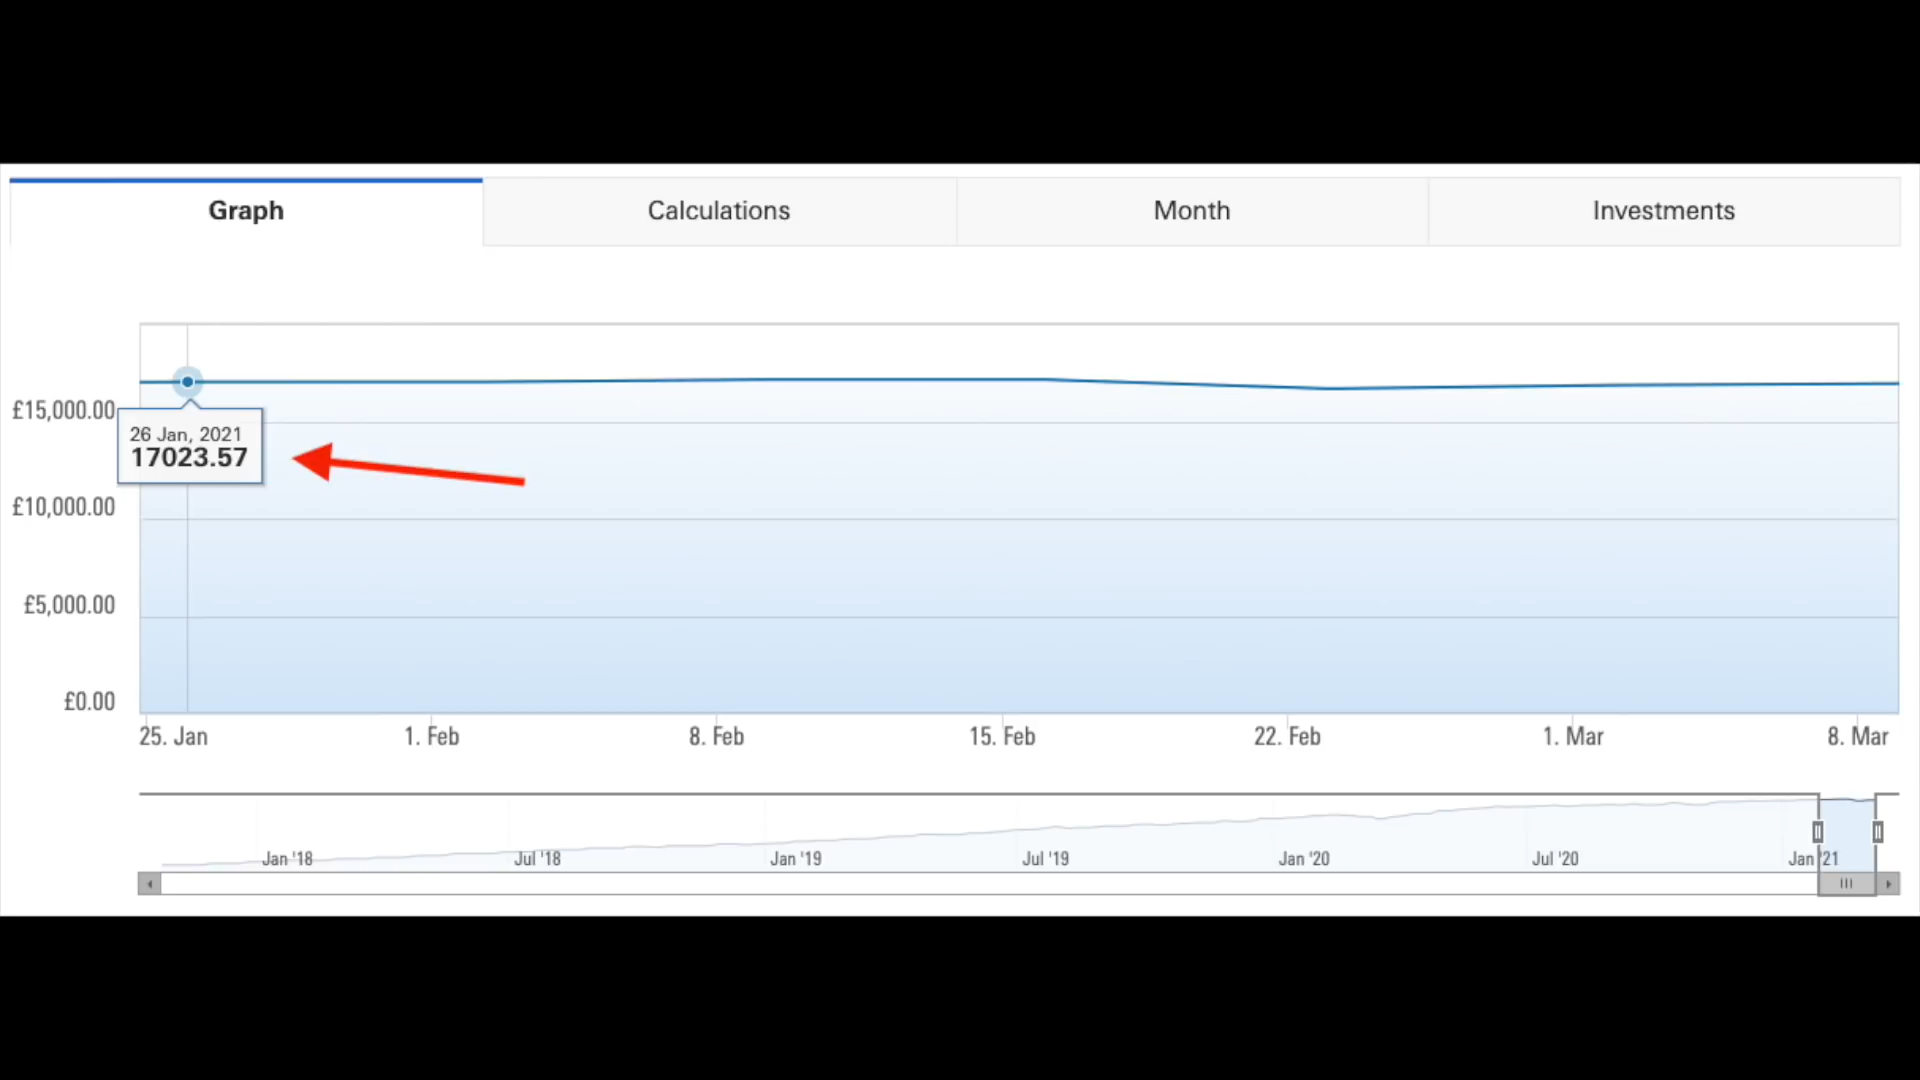 Graph Calculations Month Investments
£15,000.00
26 Jan, 2021
17023.57
£10,000.00
£5,000.00
£0.00
25. Jan 1. Feb 8. Feb 15. Feb 22. Feb 1. Mar 8. Mar
Jan '18 Jul '18 Jan '19 Jul '19 Jan '20 Jul '20 Jan '21